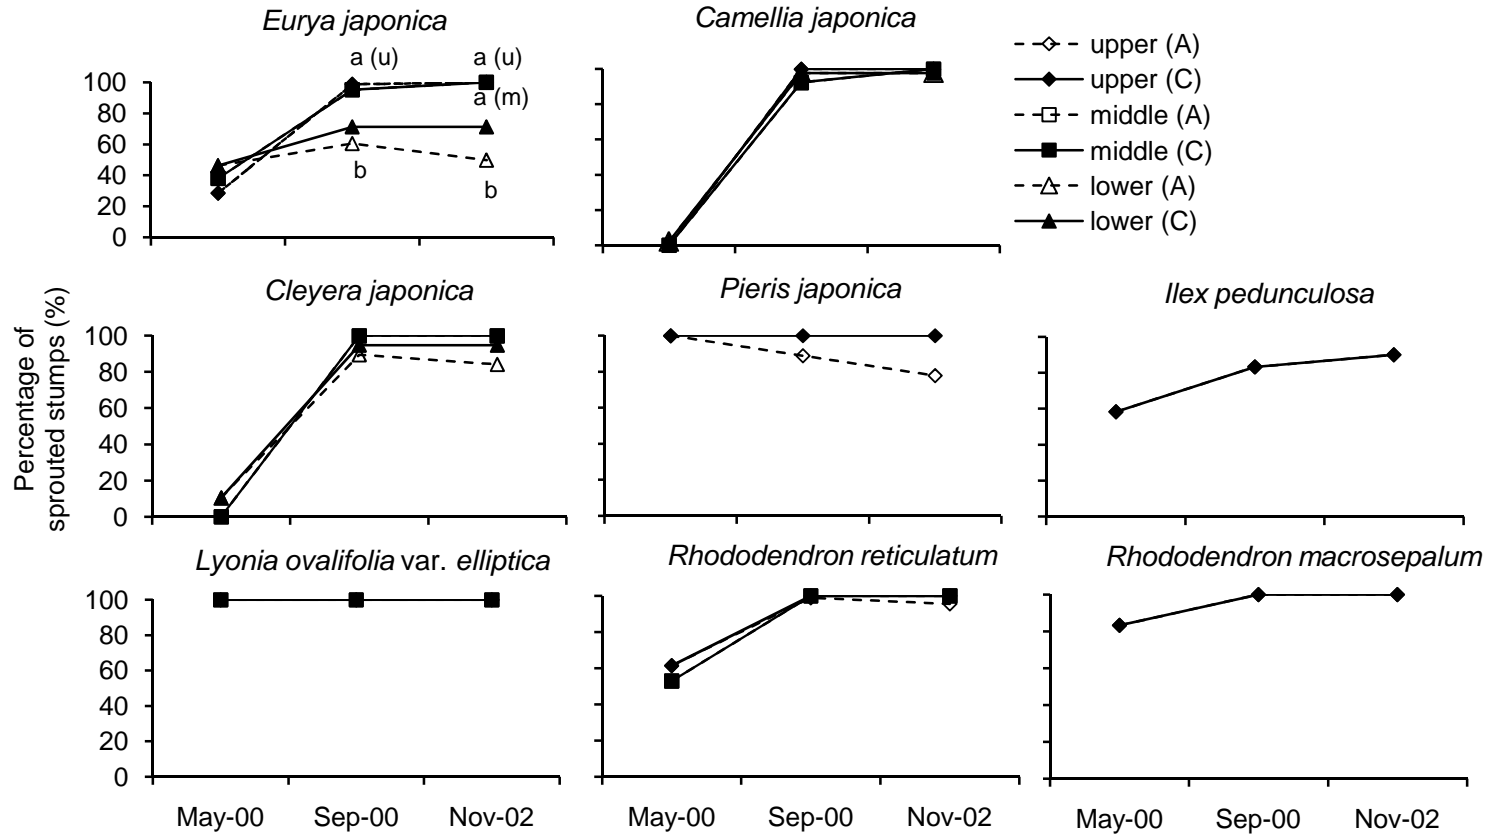 Eurya japonica
Camellia japonica
a (u)
a (u)
a (m)
b
b
100
80
60
40
20
0
upper (A)
upper (C)
middle (A)
middle (C)
lower (A)
lower (C)
Percentage of
sprouted stumps (%)
Cleyera japonica
Pieris japonica
Ilex pedunculosa
100
80
60
40
20
0
Lyonia ovalifolia var. elliptica
Rhododendron reticulatum
Rhododendron macrosepalum
100
80
60
40
20
0
May-00 Sep-00 Nov-02
May-00 Sep-00 Nov-02
May-00 Sep-00 Nov-02